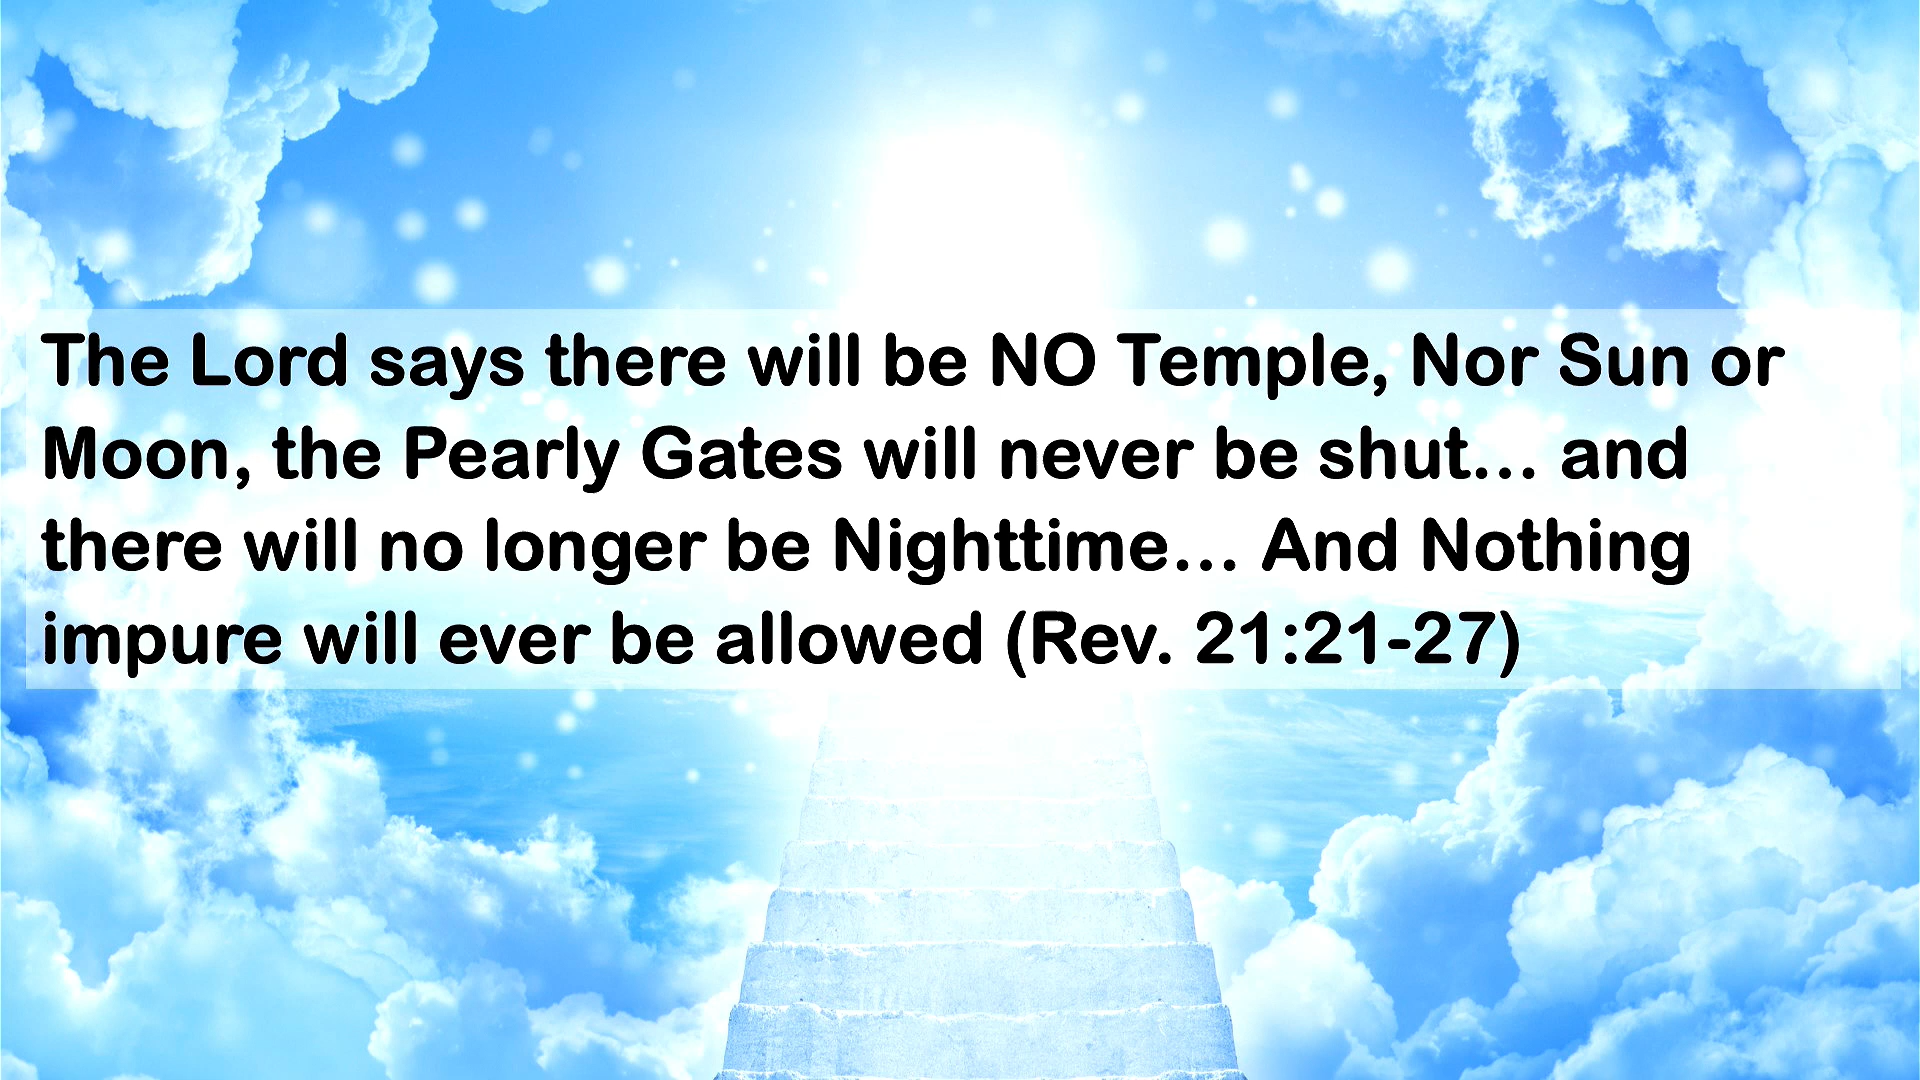 The Lord says there will be NO Temple, Nor Sun or
Moon, the Pearly Gates will never be shut... and
there will no longer be Nighttime... And Nothing
impure will ever be allowed (Rev. 21:21-27)